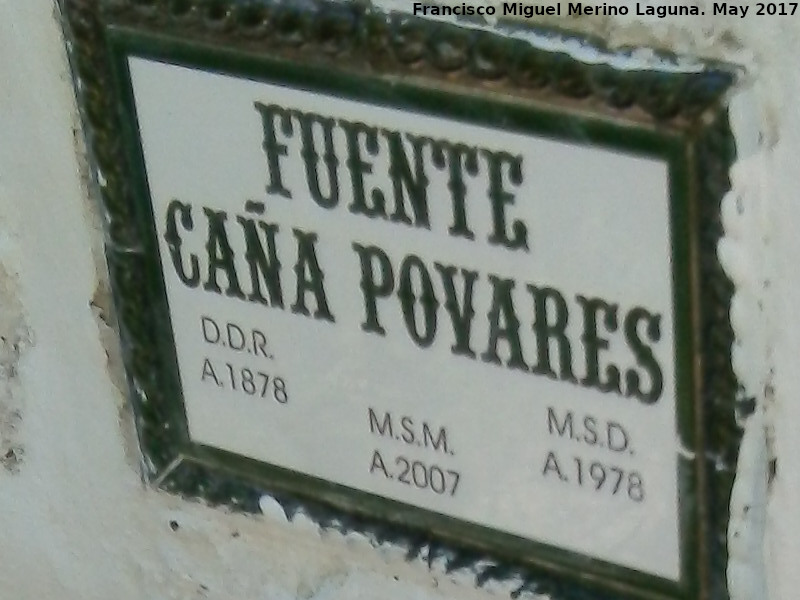 Francisco Miguel Merino Laguna. May 2017
FUENTE
CAÑA POVARES
D.D.R.
A.1878
M.S.M.
A.2007
M.S.D.
A.1978